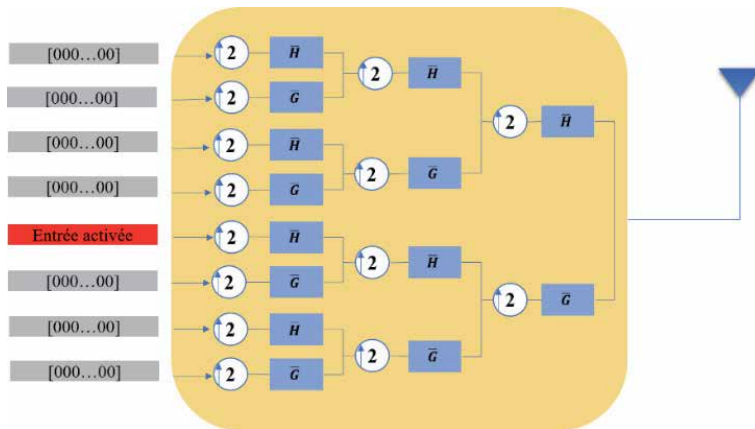 [000...00] 2 H̅
2 H̅
[000...00] 2 G̅
2 H̅
[000...00] 2 H̅
2 G̅
[000...00] 2 G̅
Entrée activée 2 H̅
2 H̅
[000...00] 2 G̅
2 G̅
[000...00] 2 H̅
2 G̅
[000...00] 2 G̅